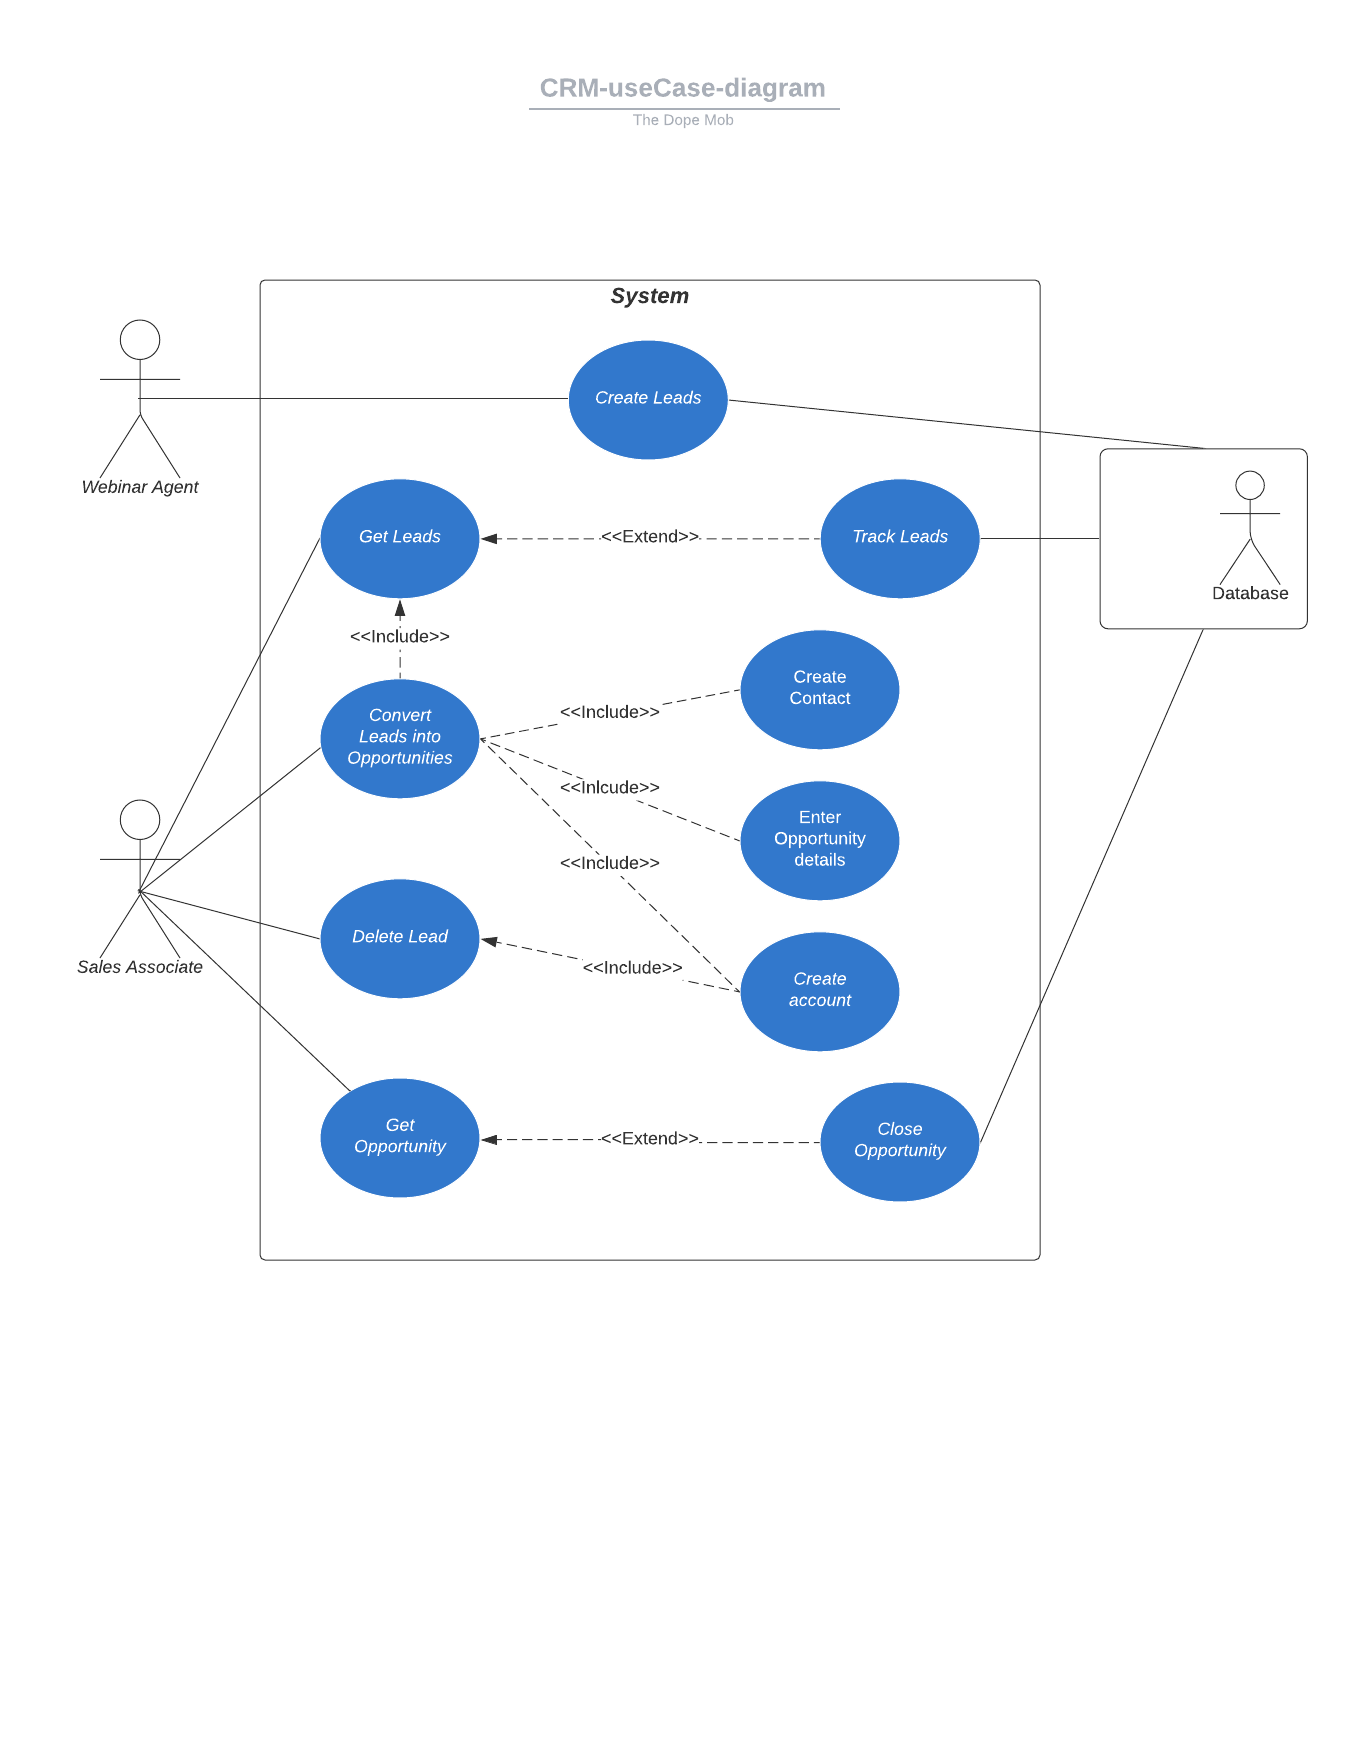 CRM-useCase-diagram
The Dope Mob
System
Create Leads
Webinar Agent
Get Leads
<<Extend>>
Track Leads
Database
<<Include>>
Convert
Leads into
Opportunities
<<Include>>
Create
Contact
<<Inlcude>>
Enter
Opportunity
details
<<Include>>
Sales Associate
Delete Lead
<<Include>>
Create
account
Get
Opportunity
<<Extend>>
Close
Opportunity